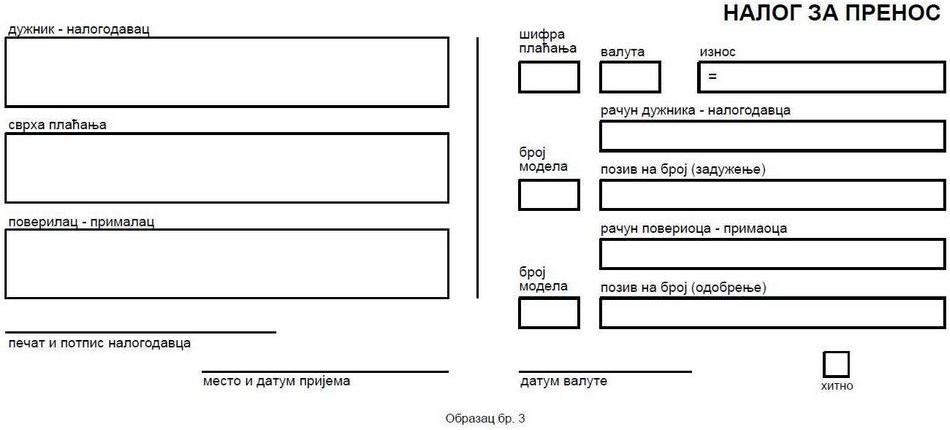 НАЛОГ ЗА ПРЕНОС
дужник - налогодавац
сврха плаћања
поверилац - прималац
печат и потпис налогодавца
место и датум пријема
шифра
плаћања
валута
износ
=
рачун дужника - налогодавца
број
модела
позив на број (задужење)
рачун повериоца - примаоца
број
модела
позив на број (одобрење)
датум валуте
хитно
Образац бр. 3